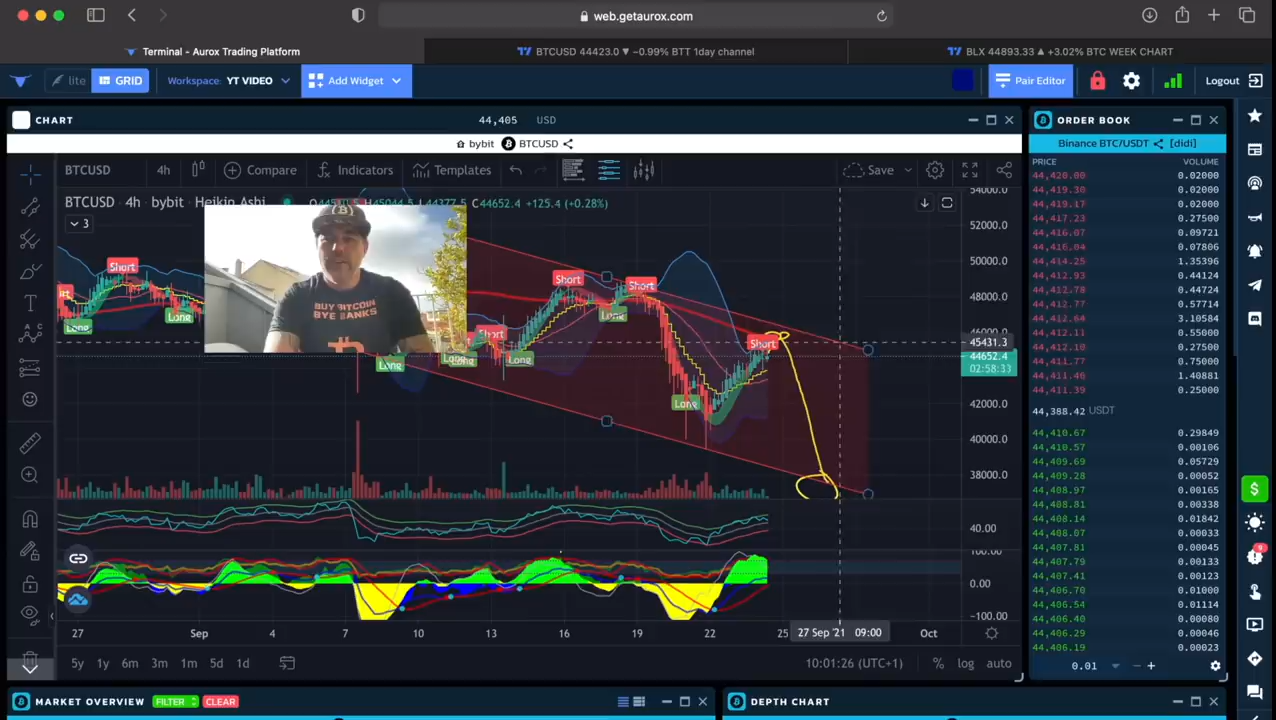 web.getaurox.com
Terminal - Aurox Trading Platform
BTCUSD 44423.0 ▼ −0.99% BTT 1day channel
BLX 44893.33 ▲ +3.02% BTC WEEK CHART
lite
GRID
Workspace: YT VIDEO
Add Widget
Pair Editor
Logout
CHART
44,405 USD
bybit BTCUSD
BTCUSD 4h Compare Indicators Templates Save
BTCUSD · 4h · bybit · Heikin Ashi
C44652.4 +125.4 (+0.28%)
3
BUY BITCOIN
BYE BANKS
Short
Long
Long
Long
Long
Short
Long
Short
Long
Short
Long
Short
54000.0
52000.0
50000.0
48000.0
46000.0
45431.3
44652.4
02:58:33
42000.0
40000.0
38000.0
40.00
100.00
0.00
−100.00
27 Sep 4 7 10 13 16 19 22 25 27 Sep '21 09:00 Oct
5y 1y 6m 3m 1m 5d 1d
10:01:26 (UTC+1) % log auto
ORDER BOOK
Binance BTC/USDT [didi]
PRICE VOLUME
44,420.00 0.02000
44,419.30 0.02000
44,419.17 0.02000
44,417.23 0.27500
44,416.07 0.09721
44,416.04 0.07806
44,414.25 1.35396
44,412.93 0.44124
44,412.78 0.44724
44,412.77 0.57714
44,412.64 3.10584
44,412.11 0.55000
44,412.10 0.27500
44,411.77 0.75000
44,411.40 1.40881
44,411.39 0.25000
44,388.42 USDT
44,410.67 0.29849
44,410.57 0.00106
44,409.69 0.05729
44,409.28 0.00052
44,408.97 0.00165
44,408.81 0.00338
44,408.14 0.01842
44,408.07 0.00033
44,407.81 0.00045
44,407.79 0.00133
44,407.41 0.00123
44,406.70 0.01000
44,406.54 0.01114
44,406.40 0.00080
44,406.29 0.00046
44,406.19 0.00023
0.01
MARKET OVERVIEW
FILTER
CLEAR
DEPTH CHART